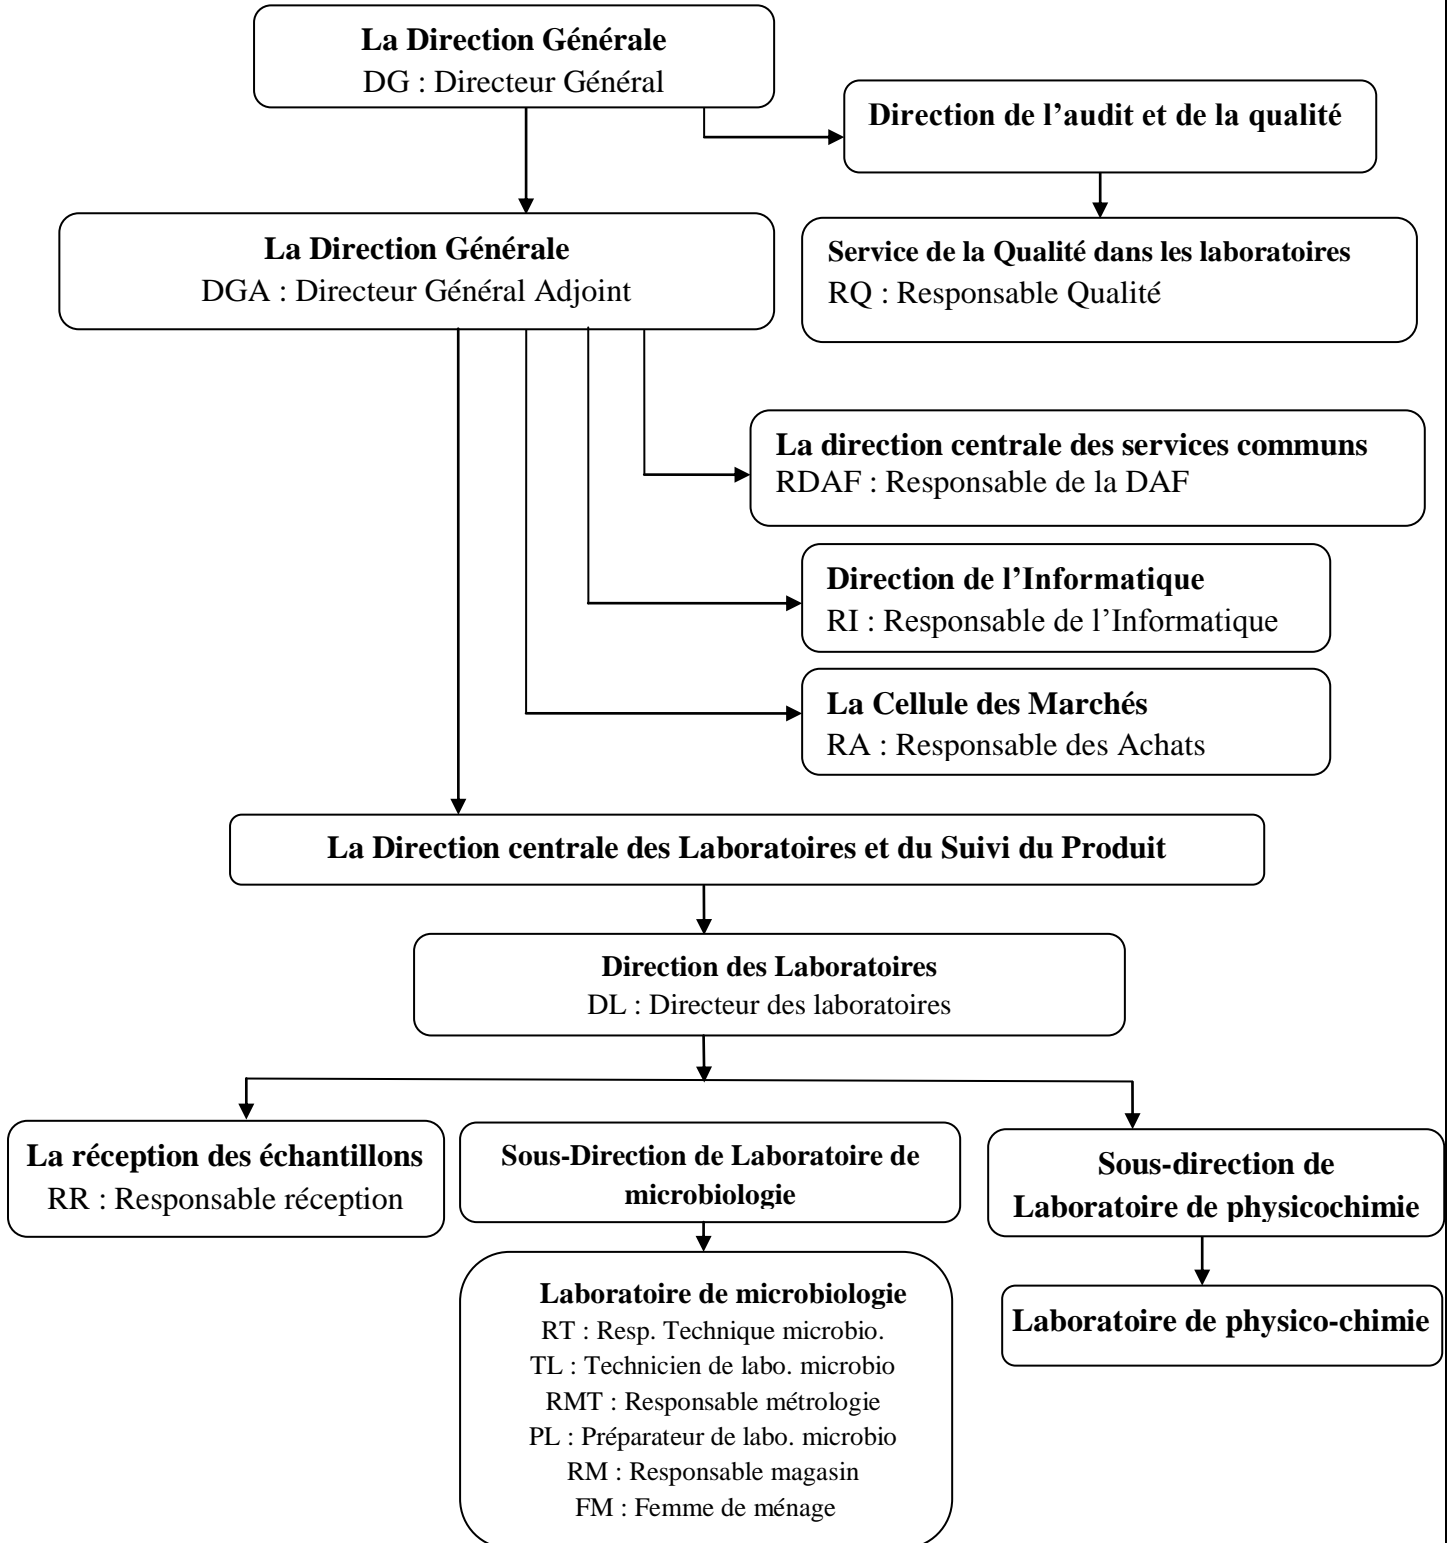 La Direction Générale
DG : Directeur Général
Direction de l’audit et de la qualité
La Direction Générale
DGA : Directeur Général Adjoint
Service de la Qualité dans les laboratoires
RQ : Responsable Qualité
La direction centrale des services communs
RDAF : Responsable de la DAF
Direction de l’Informatique
RI : Responsable de l’Informatique
La Cellule des Marchés
RA : Responsable des Achats
La Direction centrale des Laboratoires et du Suivi du Produit
Direction des Laboratoires
DL : Directeur des laboratoires
La réception des échantillons
RR : Responsable réception
Sous-Direction de Laboratoire de
microbiologie
Sous-direction de
Laboratoire de physicochimie
Laboratoire de microbiologie
RT : Resp. Technique microbio.
TL : Technicien de labo. microbio
RMT : Responsable métrologie
PL : Préparateur de labo. microbio
RM : Responsable magasin
FM : Femme de ménage
Laboratoire de physico-chimie